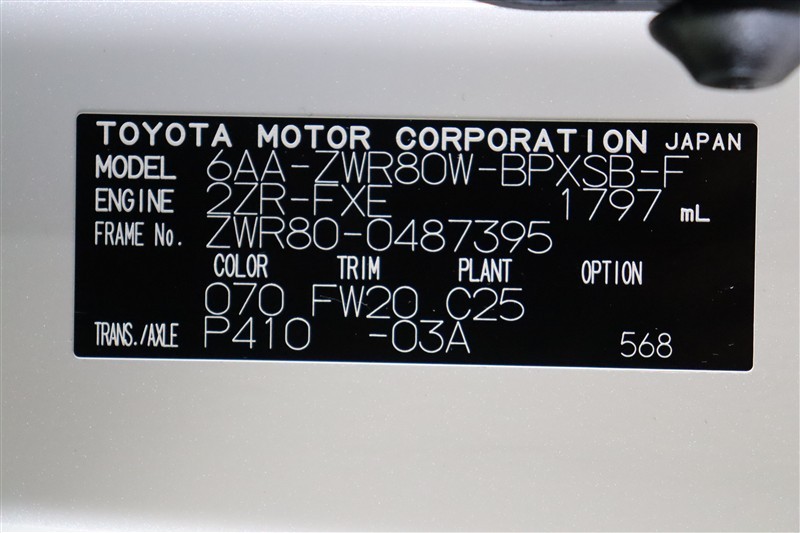 TOYOTA MOTOR CORPORATION JAPAN
MODEL 6AA-ZWR80W-BPXSB-F
ENGINE 2ZR-FXE 1797 mL
FRAME No. ZWR80-0487395
COLOR TRIM PLANT OPTION
070 FW20 C25
TRANS./AXLE P410 -03A 568